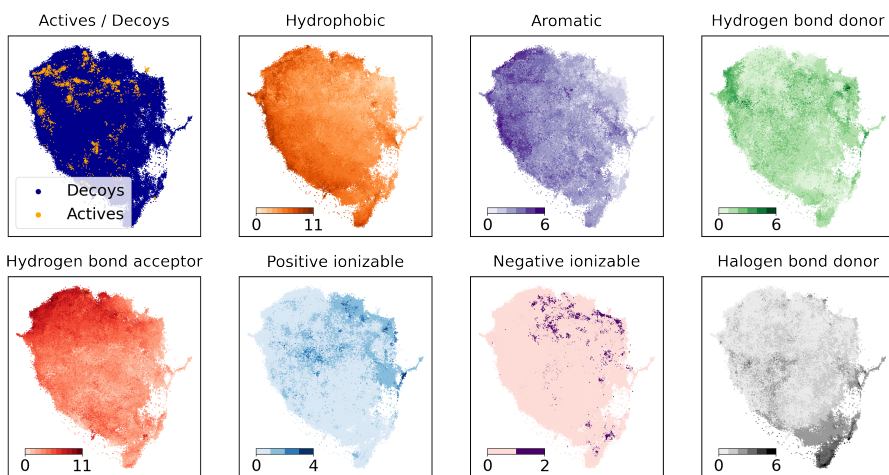 Actives / Decoys
Hydrophobic
Aromatic
Hydrogen bond donor
Decoys
Actives
0 11
0 6
0 6
Hydrogen bond acceptor
Positive ionizable
Negative ionizable
Halogen bond donor
0 11
0 4
0 2
0 6